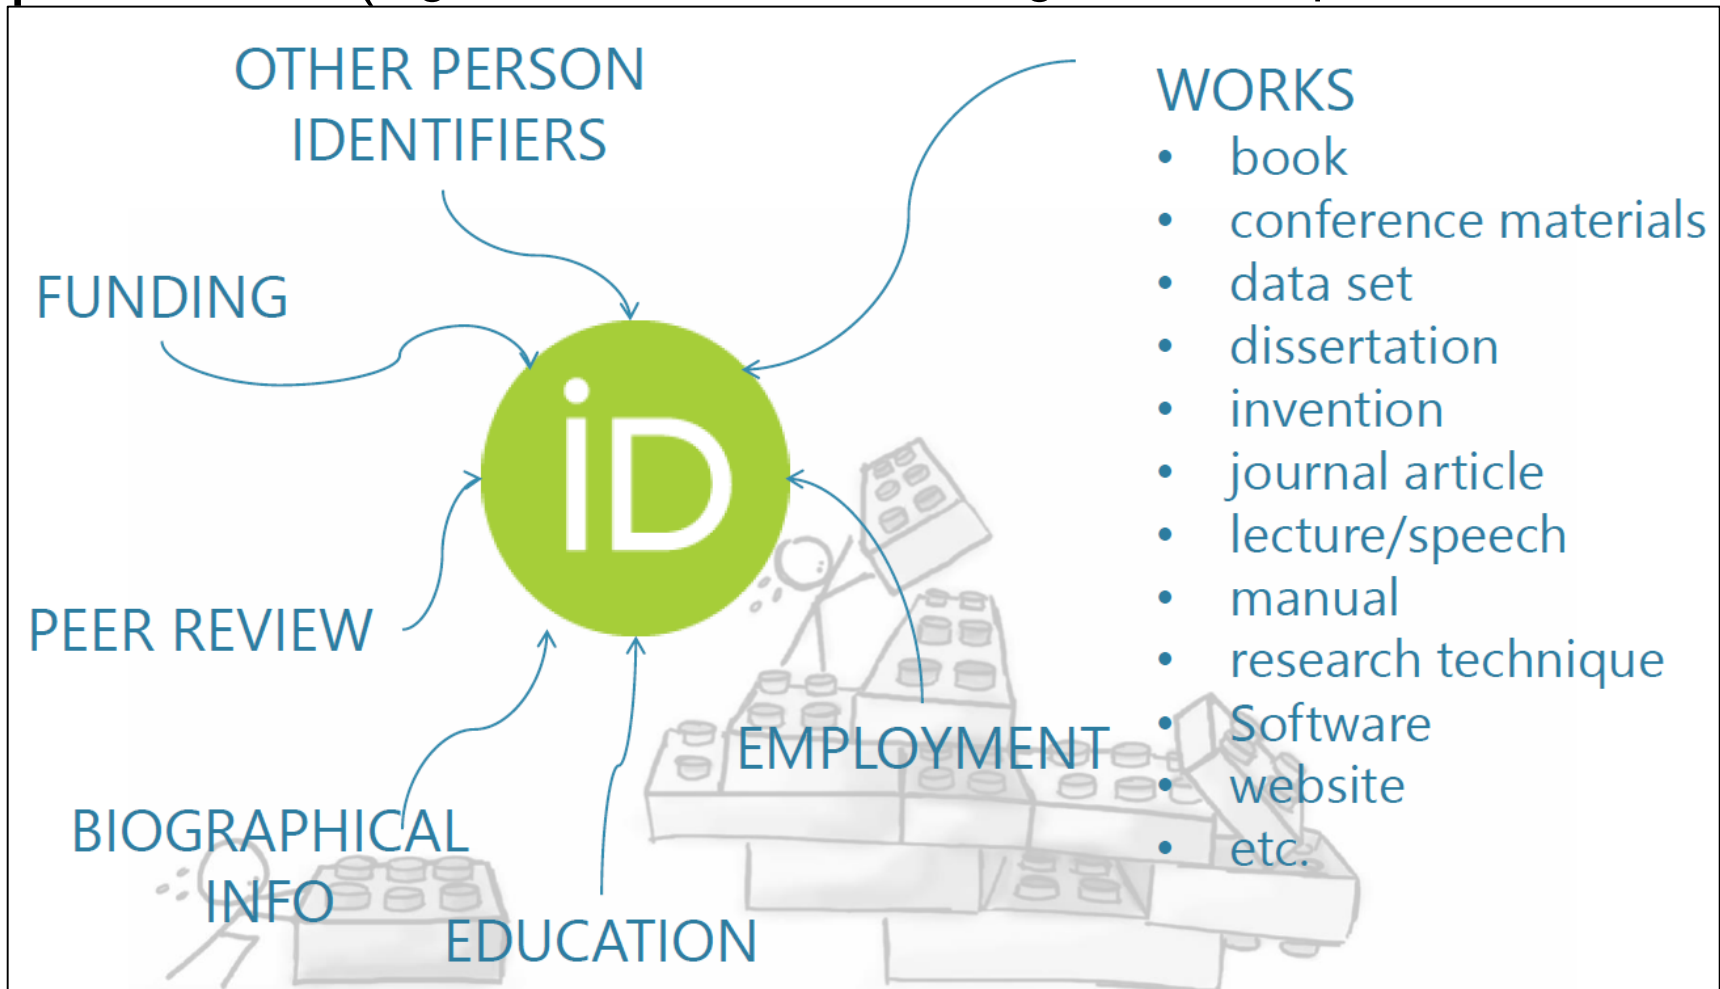 OTHER PERSON
IDENTIFIERS
FUNDING
PEER REVIEW
BIOGRAPHICAL
INFO
EDUCATION
EMPLOYMENT
iD
WORKS
• book
• conference materials
• data set
• dissertation
• invention
• journal article
• lecture/speech
• manual
• research technique
• Software
• website
• etc.